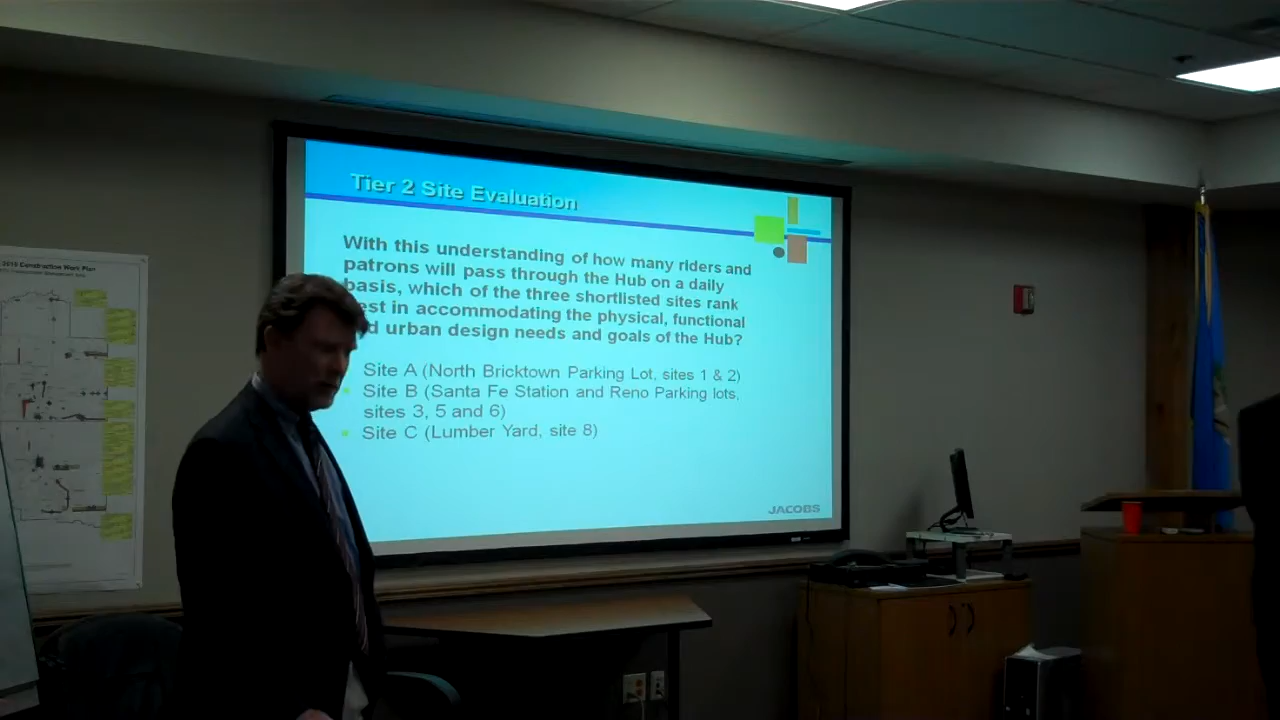 Tier 2 Site Evaluation
With this understanding of how many riders and
patrons will pass through the Hub on a daily
basis, which of the three shortlisted sites rank
est in accommodating the physical, functional
d urban design needs and goals of the Hub?
Site A (North Bricktown Parking Lot, sites 1 & 2)
Site B (Santa Fe Station and Reno Parking lots,
sites 3, 5 and 6)
Site C (Lumber Yard, site 8)
JACOBS
Construction Work Plan